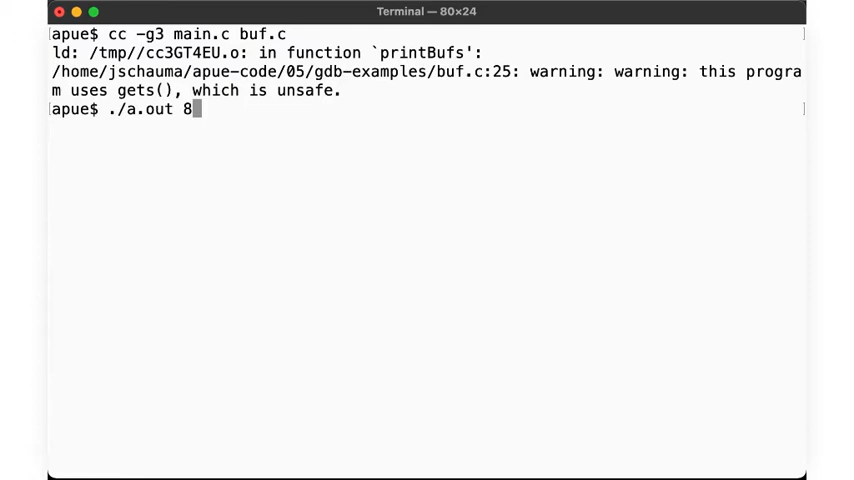 Terminal — 80×24
[apue$ cc -g3 main.c buf.c ]
ld: /tmp//cc3GT4EU.o: in function `printBufs':
/home/jschauma/apue-code/05/gdb-examples/buf.c:25: warning: warning: this progra
m uses gets(), which is unsafe.
[apue$ ./a.out 8 ]